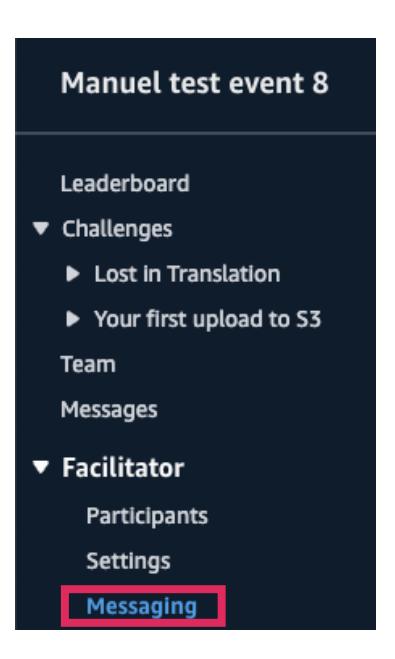 Manuel test event 8
Leaderboard
Challenges
Lost in Translation
Your first upload to S3
Team
Messages
Facilitator
Participants
Settings
Messaging